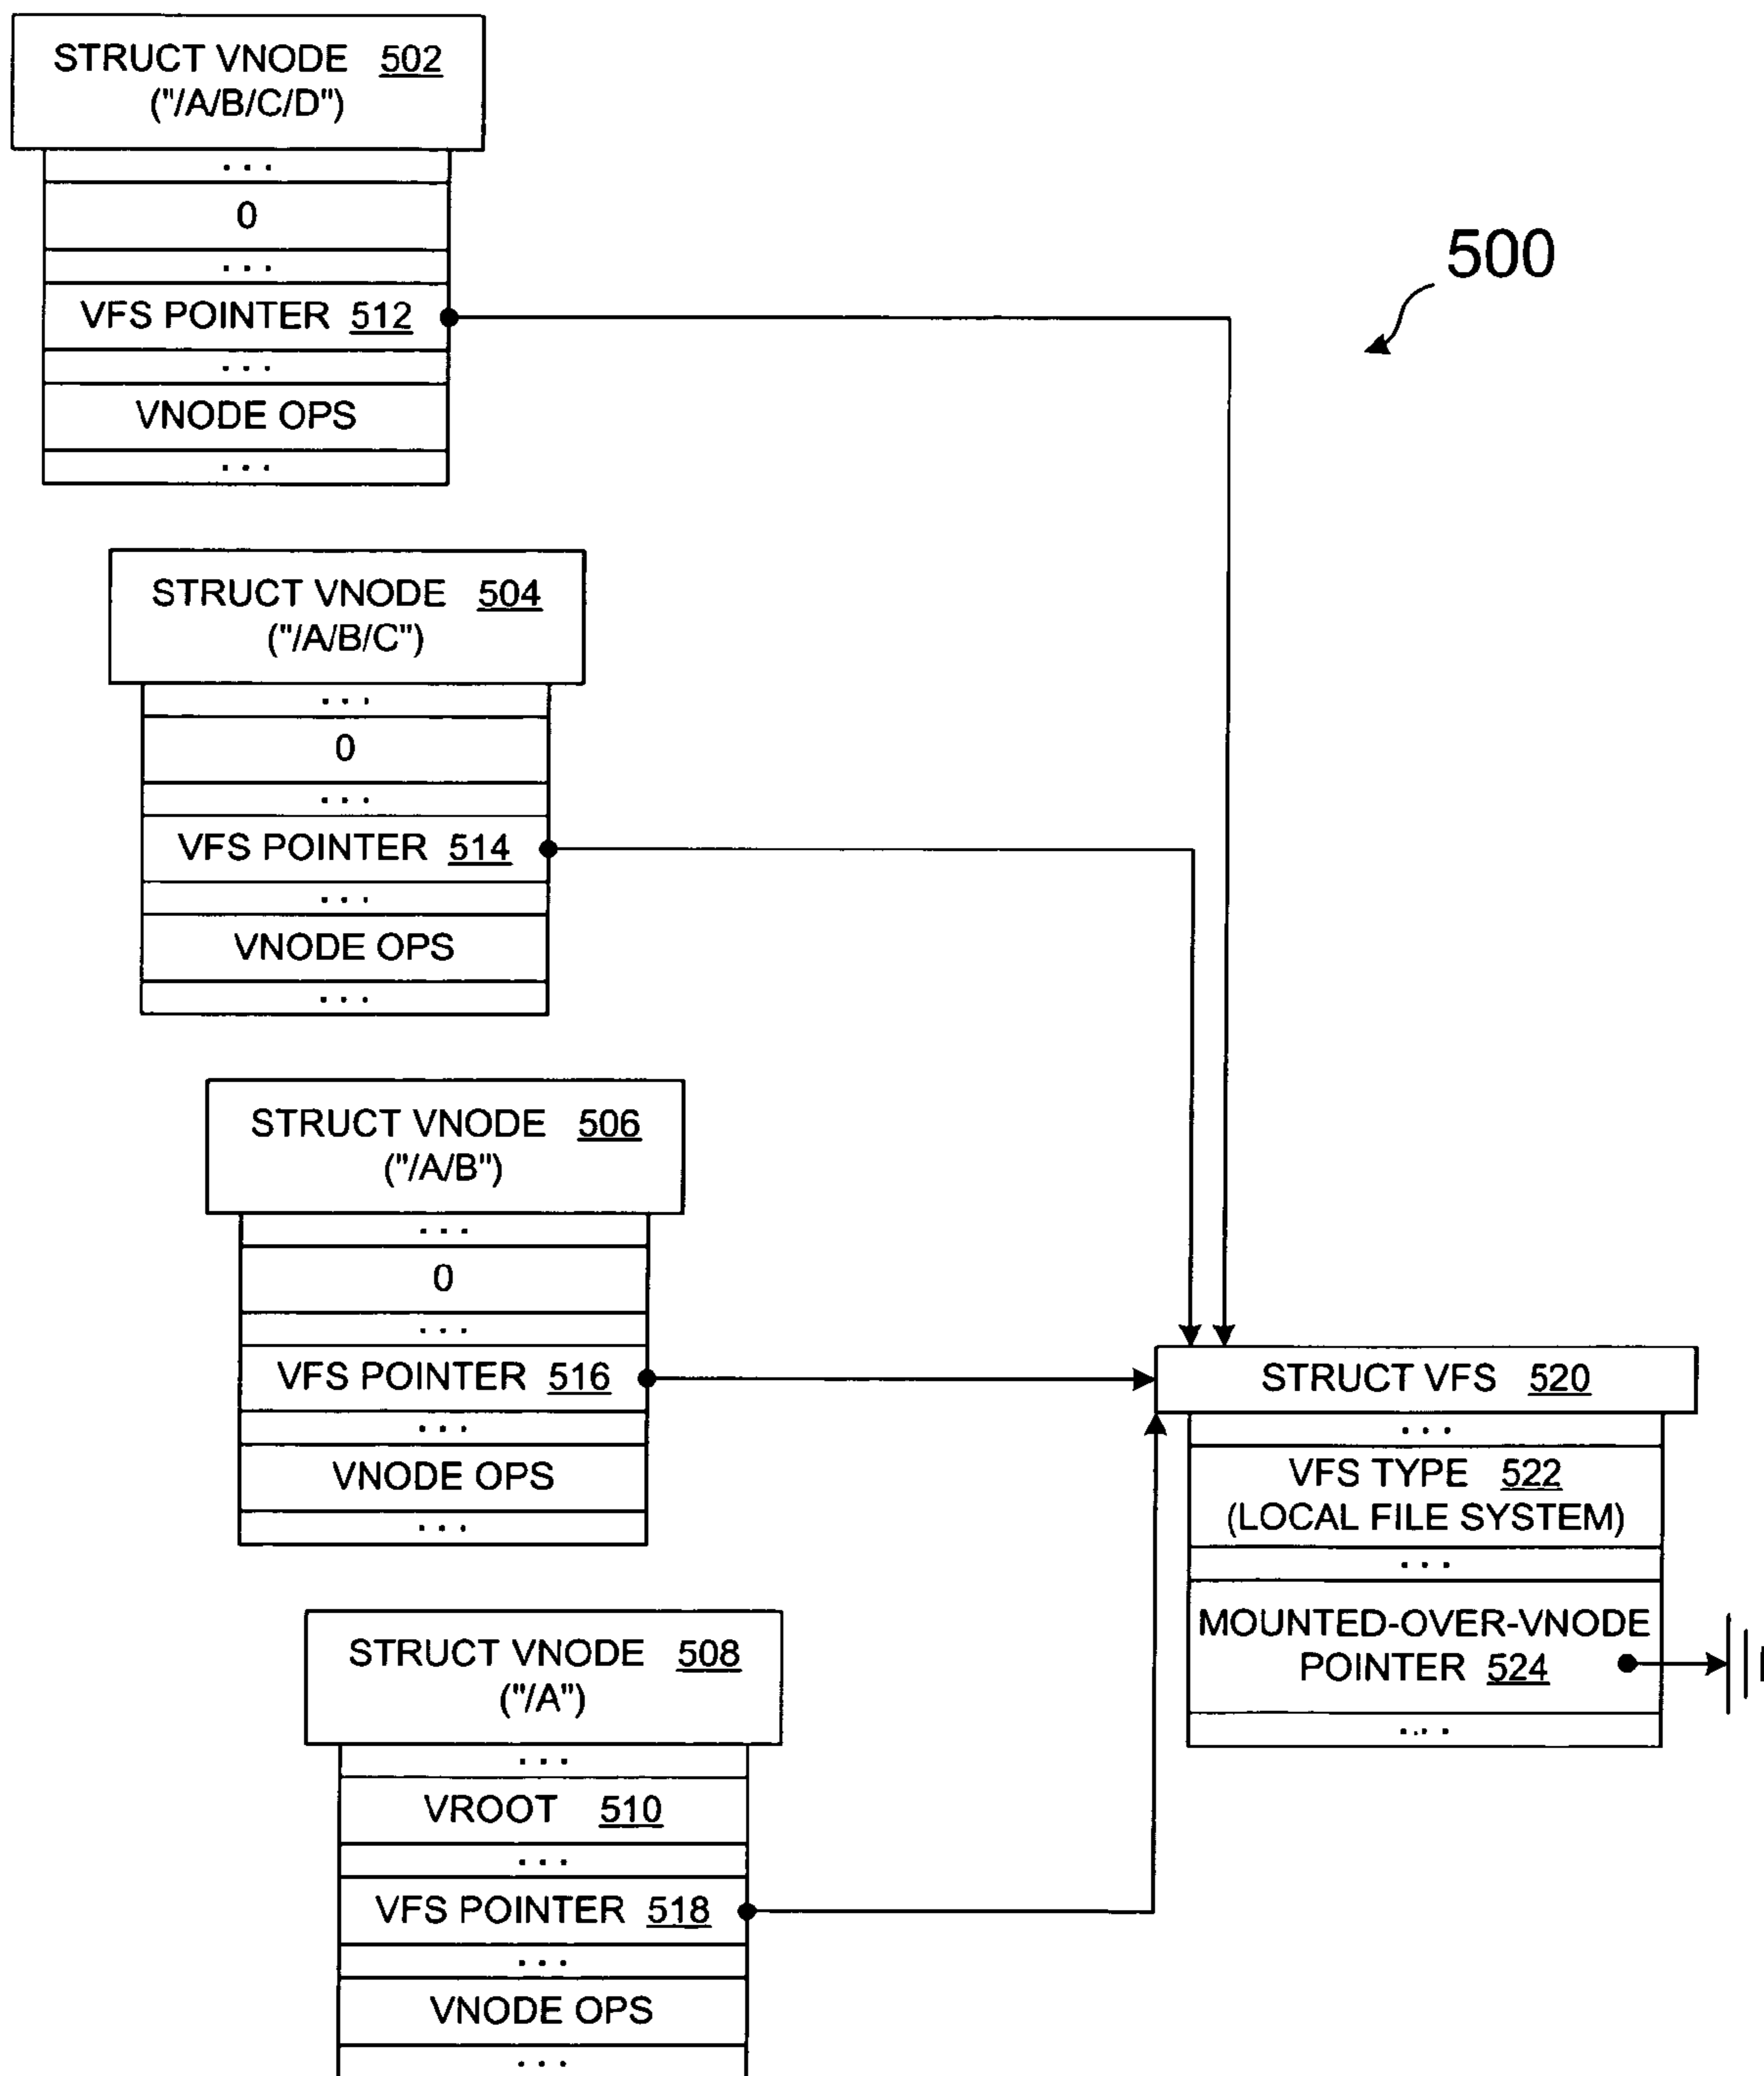 STRUCT VNODE 502
("/A/B/C/D")
...
0
...
VFS POINTER 512
...
VNODE OPS
...
500
STRUCT VNODE 504
("/A/B/C")
...
0
...
VFS POINTER 514
...
VNODE OPS
...
STRUCT VNODE 506
("/A/B")
...
0
...
VFS POINTER 516
...
VNODE OPS
...
STRUCT VFS 520
...
VFS TYPE 522
(LOCAL FILE SYSTEM)
...
MOUNTED-OVER-VNODE
POINTER 524
...
STRUCT VNODE 508
("/A")
...
VROOT 510
...
VFS POINTER 518
...
VNODE OPS
...